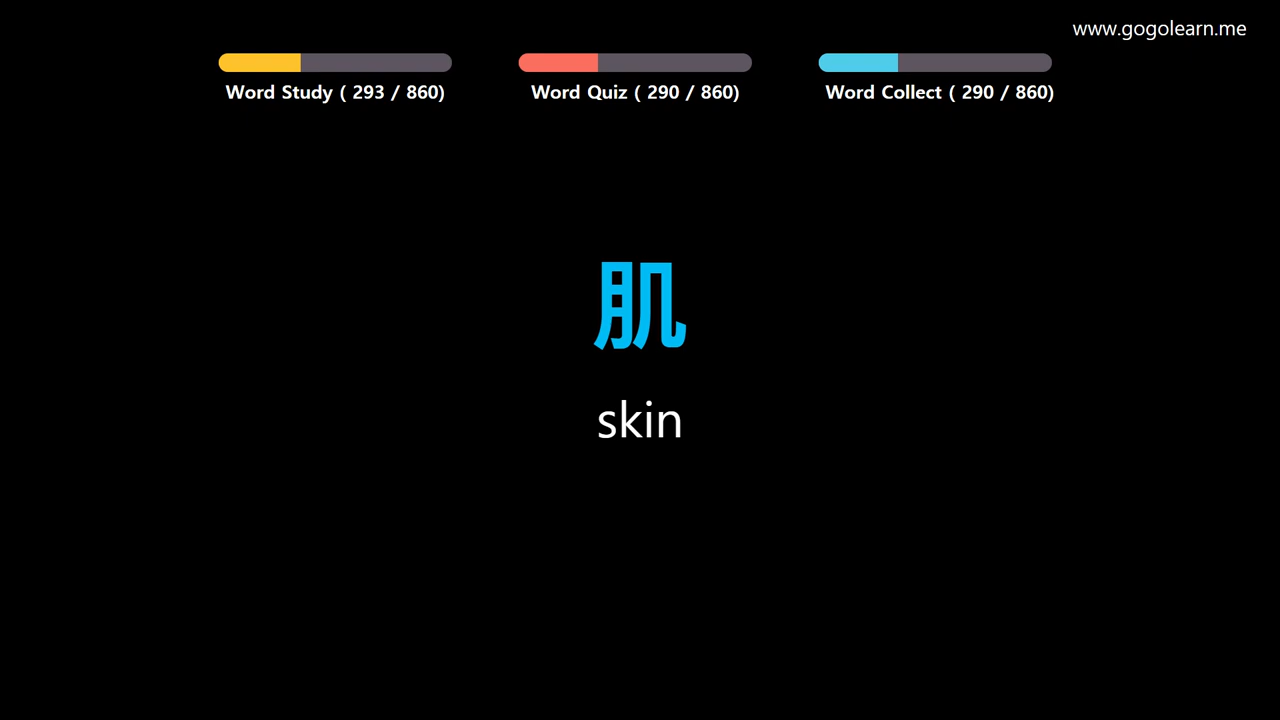 www.gogolearn.me
Word Study ( 293 / 860)
Word Quiz ( 290 / 860)
Word Collect ( 290 / 860)
肌
skin